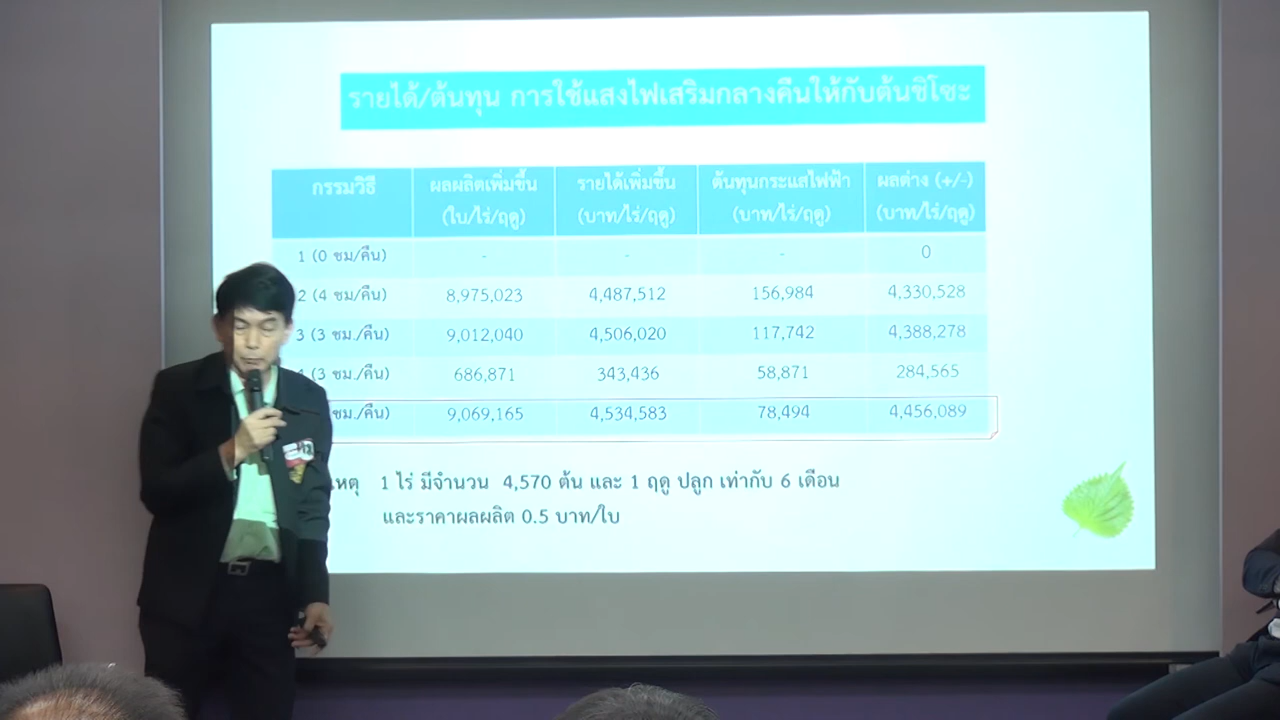 รายได้/ต้นทุน การใช้แสงไฟเสริมกลางคืนให้กับต้นชิโซะ
กรรมวิธี ผลผลิตเพิ่มขึ้น (ใบ/ไร่/ฤดู) รายได้เพิ่มขึ้น (บาท/ไร่/ฤดู) ต้นทุนกระแสไฟฟ้า (บาท/ไร่/ฤดู) ผลต่าง (+/-) (บาท/ไร่/ฤดู)
1 (0 ชม/คืน) - - - 0
2 (4 ชม/คืน) 8,975,023 4,487,512 156,984 4,330,528
3 (3 ชม./คืน) 9,012,040 4,506,020 117,742 4,388,278
(3 ชม./คืน) 686,871 343,436 58,871 284,565
ชม./คืน) 9,069,165 4,534,583 78,494 4,456,089
เหตุ 1 ไร่ มีจำนวน 4,570 ต้น และ 1 ฤดู ปลูก เท่ากับ 6 เดือน
และราคาผลผลิต 0.5 บาท/ใบ